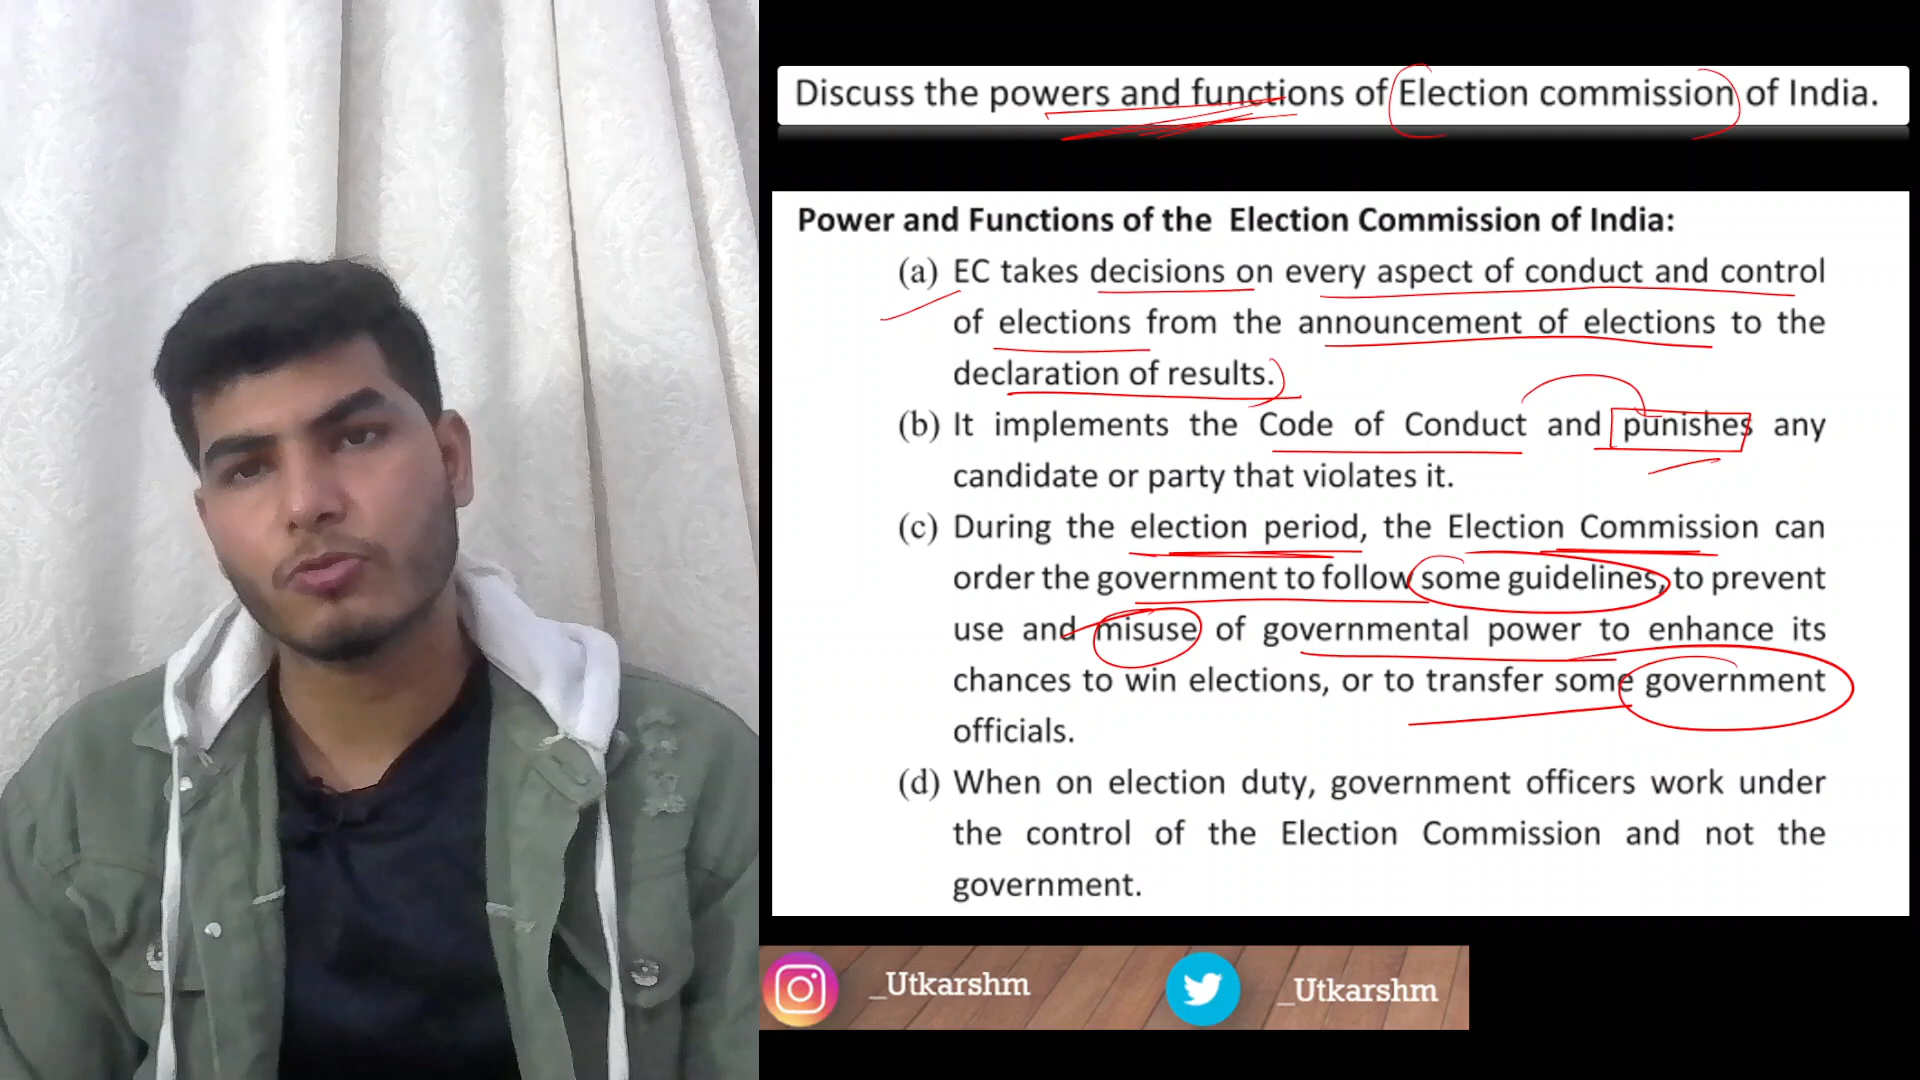 Discuss the powers and functions of Election commission of India.
Power and Functions of the Election Commission of India:
(a) EC takes decisions on every aspect of conduct and control
of elections from the announcement of elections to the
declaration of results.
(b) It implements the Code of Conduct and punishes any
candidate or party that violates it.
(c) During the election period, the Election Commission can
order the government to follow some guidelines, to prevent
use and misuse of governmental power to enhance its
chances to win elections, or to transfer some government
officials.
(d) When on election duty, government officers work under
the control of the Election Commission and not the
government.
_Utkarshm
_Utkarshm